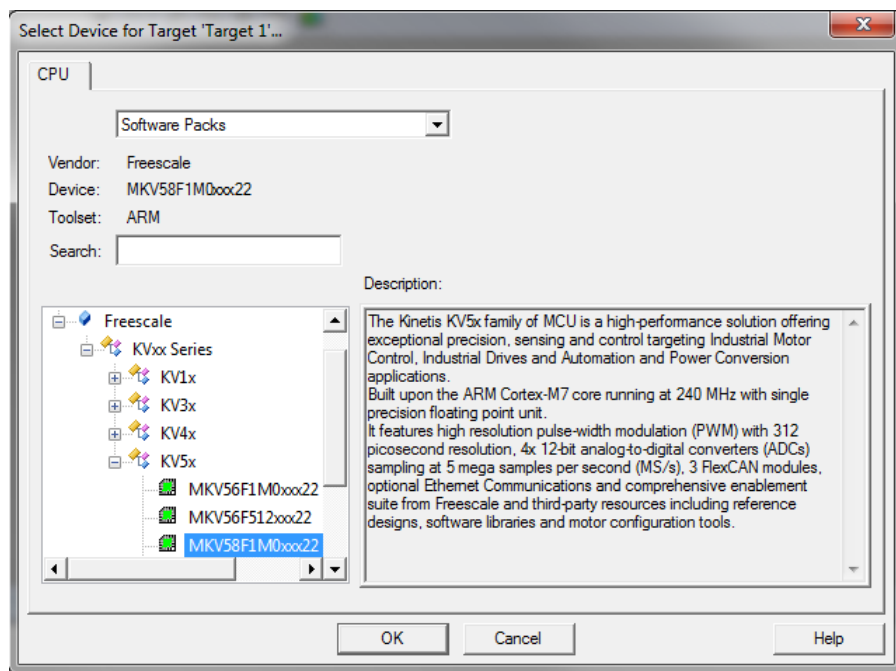 Select Device for Target 'Target 1'...
CPU
Software Packs
Vendor: Freescale
Device: MKV58F1M0xxx22
Toolset: ARM
Search:
Description:
Freescale
KVxx Series
KV1x
KV3x
KV4x
KV5x
MKV56F1M0xxx22
MKV56F512xxx22
MKV58F1M0xxx22
The Kinetis KV5x family of MCU is a high-performance solution offering
exceptional precision, sensing and control targeting Industrial Motor
Control, Industrial Drives and Automation and Power Conversion
applications.
Built upon the ARM Cortex-M7 core running at 240 MHz with single
precision floating point unit.
It features high resolution pulse-width modulation (PWM) with 312
picosecond resolution, 4x 12-bit analog-to-digital converters (ADCs)
sampling at 5 mega samples per second (MS/s), 3 FlexCAN modules,
optional Ethernet Communications and comprehensive enablement
suite from Freescale and third-party resources including reference
designs, software libraries and motor configuration tools.
OK
Cancel
Help